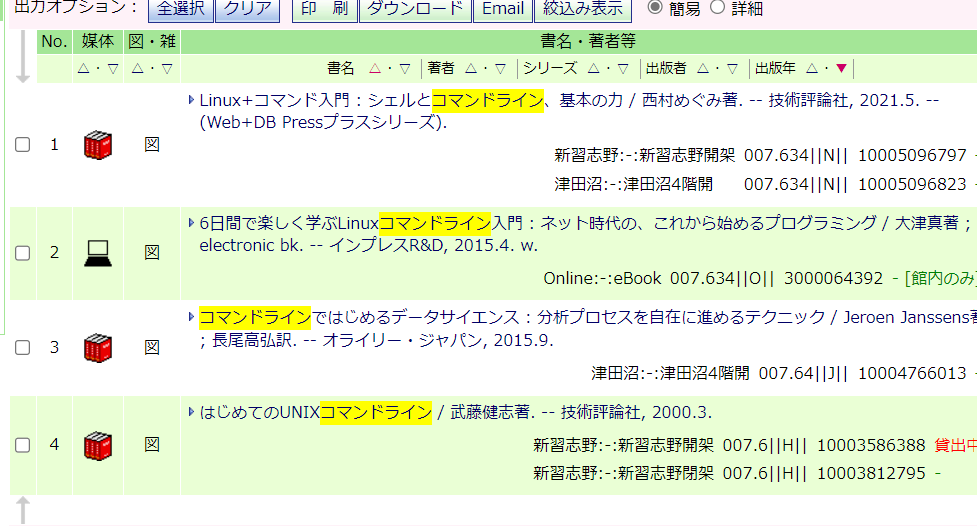 出力オプション： 全選択 クリア 印　刷 ダウンロード Email 絞込み表示 簡易 詳細
No. 媒体 図・雑 書名・著者等
△・▽ △・▽ 書名 △・▽ 著者 △・▽ シリーズ △・▽ 出版者 △・▽ 出版年 △・▼
Linux+コマンド入門 : シェルとコマンドライン、基本の力 / 西村めぐみ著. -- 技術評論社, 2021.5. --
(Web+DB Pressプラスシリーズ).
1 図
新習志野:-:新習志野開架 007.634||N|| 10005096797 -
津田沼:-:津田沼4階開 007.634||N|| 10005096823 -
6日間で楽しく学ぶLinuxコマンドライン入門 : ネット時代の、これから始めるプログラミング / 大津真著 ;
electronic bk. -- インプレスR&D, 2015.4. w.
2 図
Online:-:eBook 007.634||O|| 3000064392 - [館内のみ]
コマンドラインではじめるデータサイエンス : 分析プロセスを自在に進めるテクニック / Jeroen Janssens著
; 長尾高弘訳. -- オライリー・ジャパン, 2015.9.
3 図
津田沼:-:津田沼4階開 007.64||J|| 10004766013 -
はじめてのUNIXコマンドライン / 武藤健志著. -- 技術評論社, 2000.3.
4 図
新習志野:-:新習志野開架 007.6||H|| 10003586388 貸出中
新習志野:-:新習志野閉架 007.6||H|| 10003812795 -